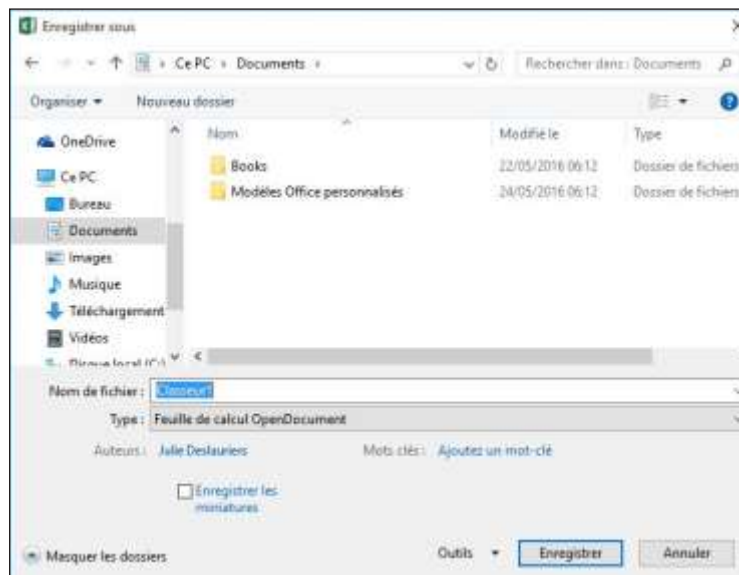 Enregistrer sous
Ce PC › Documents ›
Rechercher dans : Documents
Organiser
Nouveau dossier
Nom
Modifié le
Type
OneDrive
Ce PC
Bureau
Documents
Images
Musique
Téléchargement
Vidéos
Disque local (C:)
Books
22/05/2016 06:12
Dossier de fichiers
Modèles Office personnalisés
24/05/2016 06:12
Dossier de fichiers
Nom de fichier : Classeur1
Type : Feuille de calcul OpenDocument
Auteurs : Julie Deslauriers
Mots clés : Ajoutez un mot-clé
Enregistrer les
miniatures
Masquer les dossiers
Outils
Enregistrer
Annuler